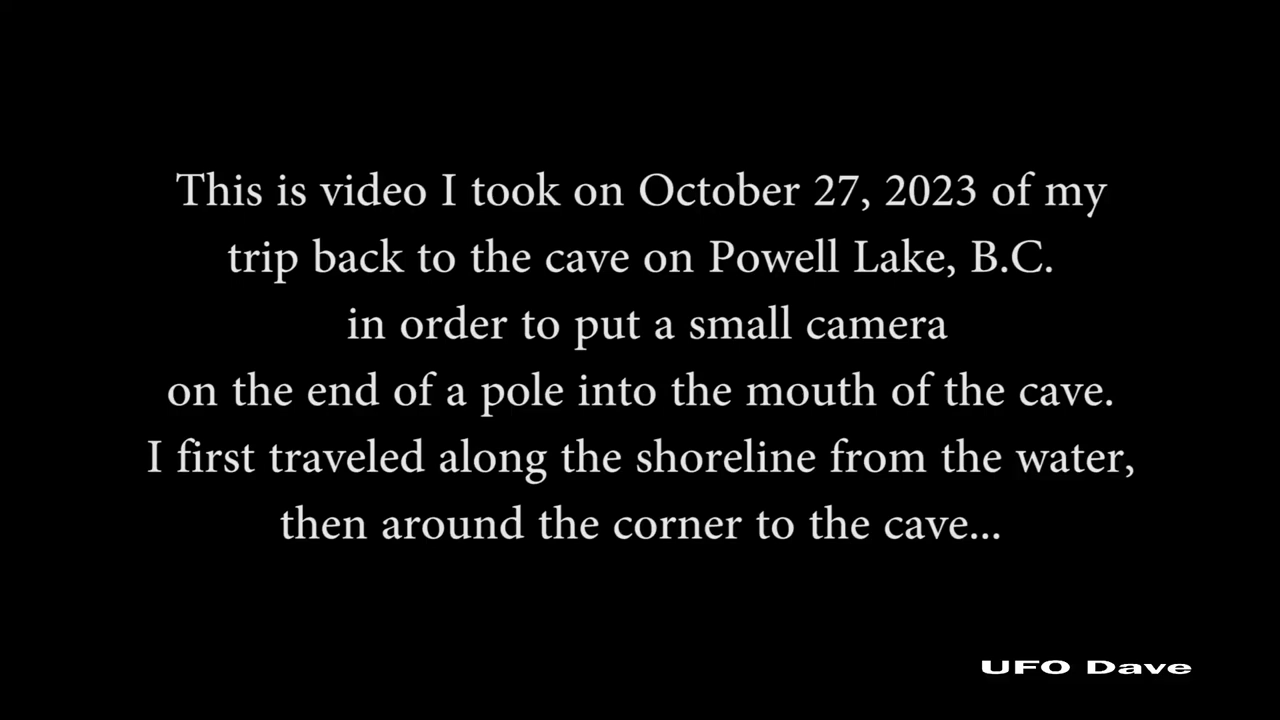 This is video I took on October 27, 2023 of my
trip back to the cave on Powell Lake, B.C.
in order to put a small camera
on the end of a pole into the mouth of the cave.
I first traveled along the shoreline from the water,
then around the corner to the cave...
UFO Dave